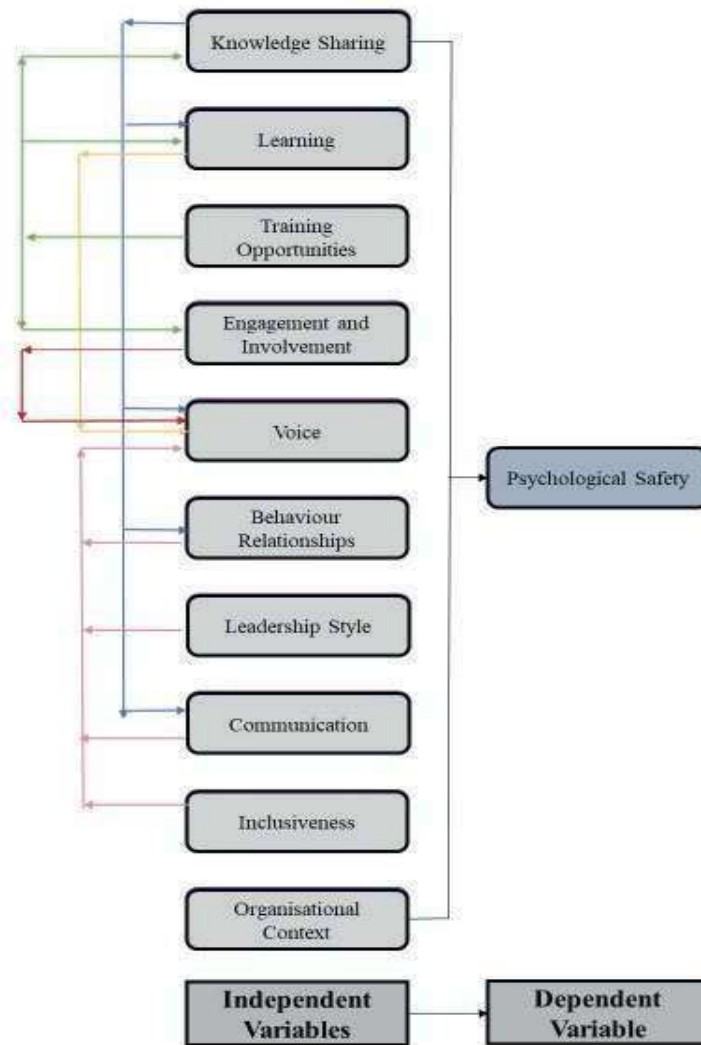 Knowledge Sharing
Learning
Training
Opportunities
Engagement and
Involvement
Voice
Psychological Safety
Behaviour
Relationships
Leadership Style
Communication
Inclusiveness
Organisational
Context
Independent
Variables
Dependent
Variable